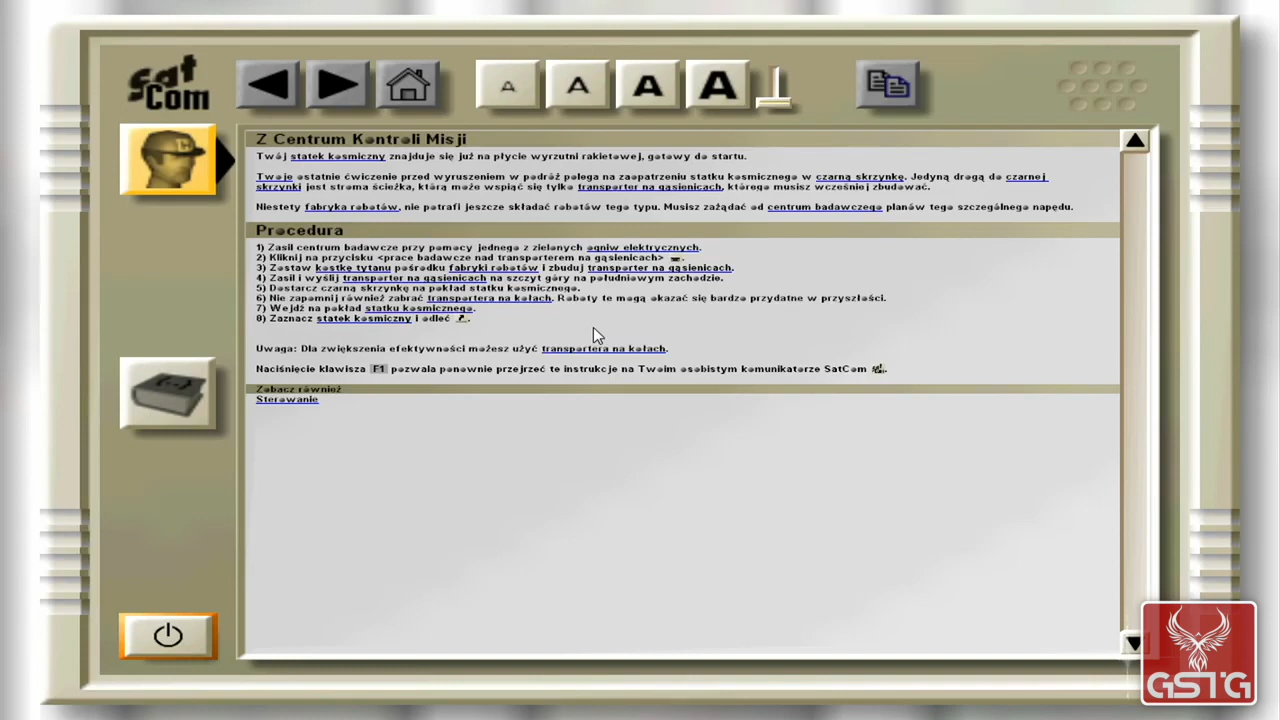 sat
Com
A A A A
Z Centrum Kontroli Misji
Twój statek kosmiczny znajduje się już na płycie wyrzutni rakietowej, gotowy do startu.
Twoje ostatnie ćwiczenie przed wyruszeniem w podróż polega na zaopatrzeniu statku kosmicznego w czarną skrzynkę. Jedyną drogą do czarnej
skrzynki jest stroma ścieżka, którą może wspiąć się tylko transporter na gąsienicach, którego musisz wcześniej zbudować.
Niestety fabryka robotów, nie potrafi jeszcze składać robotów tego typu. Musisz zażądać od centrum badawczego planów tego szczególnego napędu.
Procedura
1) Zasil centrum badawcze przy pomocy jednego z zielonych ogniw elektrycznych.
2) Kliknij na przycisku <prace badawcze nad transporterem na gąsienicach> .
3) Zostaw kostkę tytanu pośrodku fabryki robotów i zbuduj transporter na gąsienicach.
4) Zasil i wyślij transporter na gąsienicach na szczyt góry na południowym zachodzie.
5) Dostarcz czarną skrzynkę na pokład statku kosmicznego.
6) Nie zapomnij również zabrać transportera na kołach. Roboty te mogą okazać się bardzo przydatne w przyszłości.
7) Wejdź na pokład statku kosmicznego.
8) Zaznacz statek kosmiczny i odleć .
Uwaga: Dla zwiększenia efektywności możesz użyć transportera na kołach.
Naciśnięcie klawisza F1 pozwala ponownie przejrzeć te instrukcje na Twoim osobistym komunikatorze SatCom .
Zobacz również
Sterowanie
GSTG